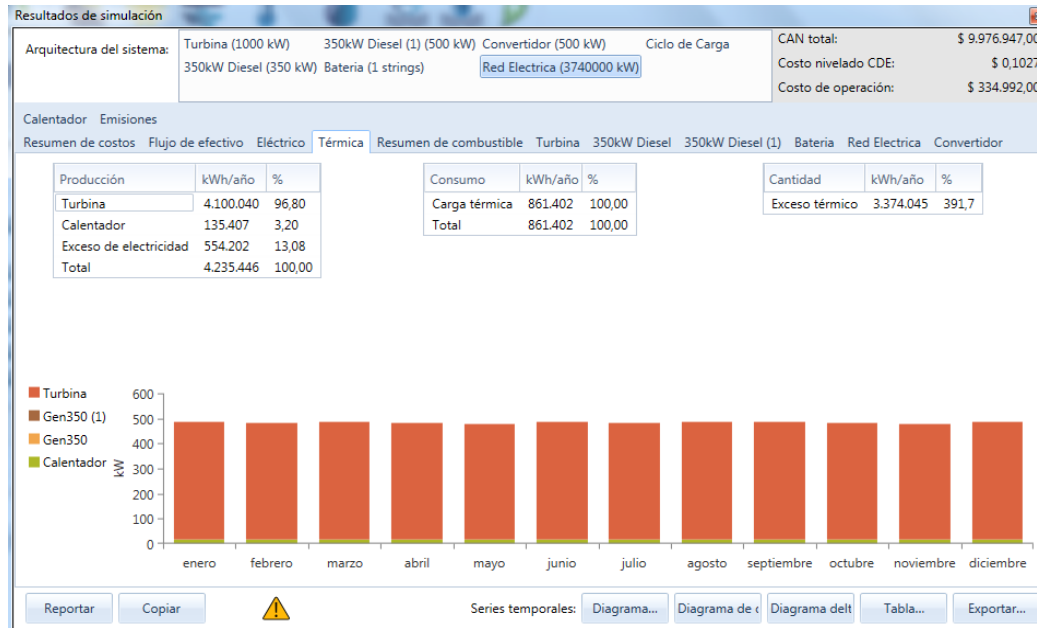 Resultados de simulación
Arquitectura del sistema:
Turbina (1000 kW) 350kW Diesel (1) (500 kW) Convertidor (500 kW) Ciclo de Carga
350kW Diesel (350 kW) Bateria (1 strings) Red Electrica (3740000 kW)
CAN total: $ 9.976.947,00
Costo nivelado CDE: $ 0,1027
Costo de operación: $ 334.992,00
Calentador Emisiones
Resumen de costos Flujo de efectivo Eléctrico Térmica Resumen de combustible Turbina 350kW Diesel 350kW Diesel (1) Bateria Red Electrica Convertidor
Producción kWh/año %
Turbina 4.100.040 96,80
Calentador 135.407 3,20
Exceso de electricidad 554.202 13,08
Total 4.235.446 100,00
Consumo kWh/año %
Carga térmica 861.402 100,00
Total 861.402 100,00
Cantidad kWh/año %
Exceso térmico 3.374.045 391,7
Turbina
Gen350 (1)
Gen350
Calentador
kW
600
500
400
300
200
100
0
enero febrero marzo abril mayo junio julio agosto septiembre octubre noviembre diciembre
Reportar Copiar Series temporales: Diagrama... Diagrama de Diagrama delt Tabla... Exportar...